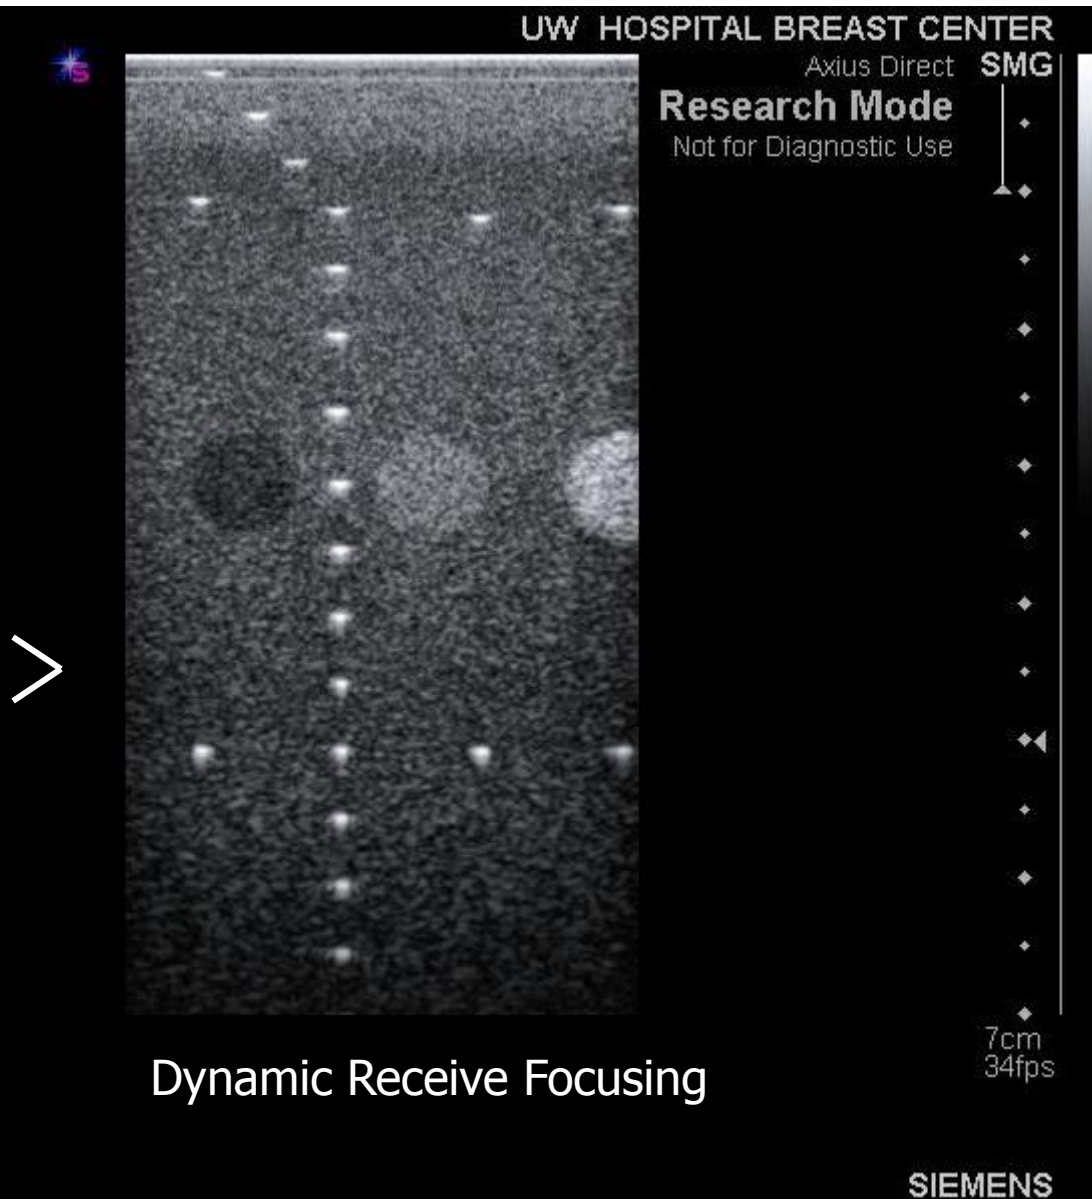 UW HOSPITAL BREAST CENTER
Axius Direct SMG
Research Mode
Not for Diagnostic Use
S
>
7cm
34fps
Dynamic Receive Focusing
SIEMENS